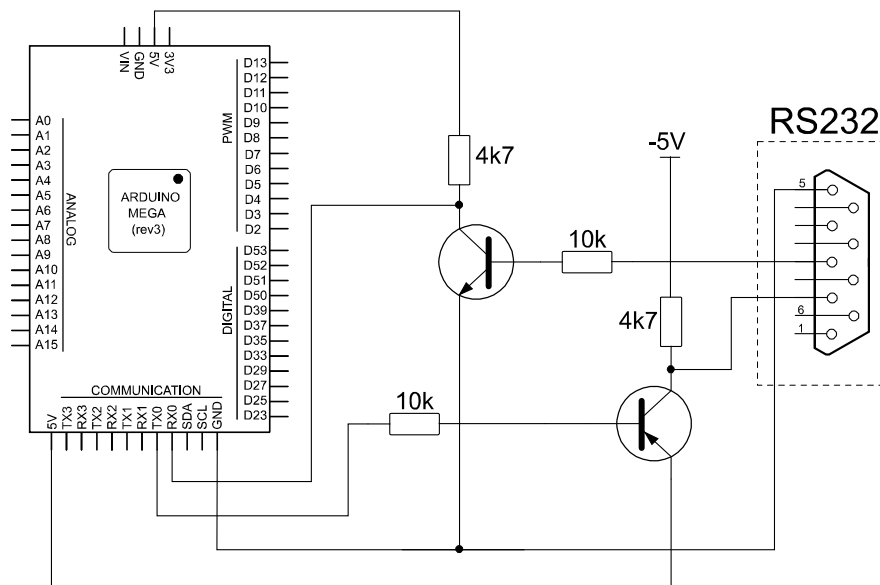 VIN
GND
5V
3V3
D13
D12
D11
D10
D9
D8
D7
D6
D5
D4
D3
D2
PWM
A0
A1
A2
A3
A4
A5
A6
A7
A8
A9
A10
A11
A12
A13
A14
A15
ANALOG
ARDUINO
MEGA
(rev3)
D53
D52
D51
D50
D39
D37
D35
D33
D29
D27
D25
D23
DIGITAL
COMMUNICATION
5V
TX3
RX3
TX2
RX2
TX1
RX1
TX0
RX0
SDA
SCL
GND
4k7
10k
-5V
4k7
10k
RS232
5
6
1